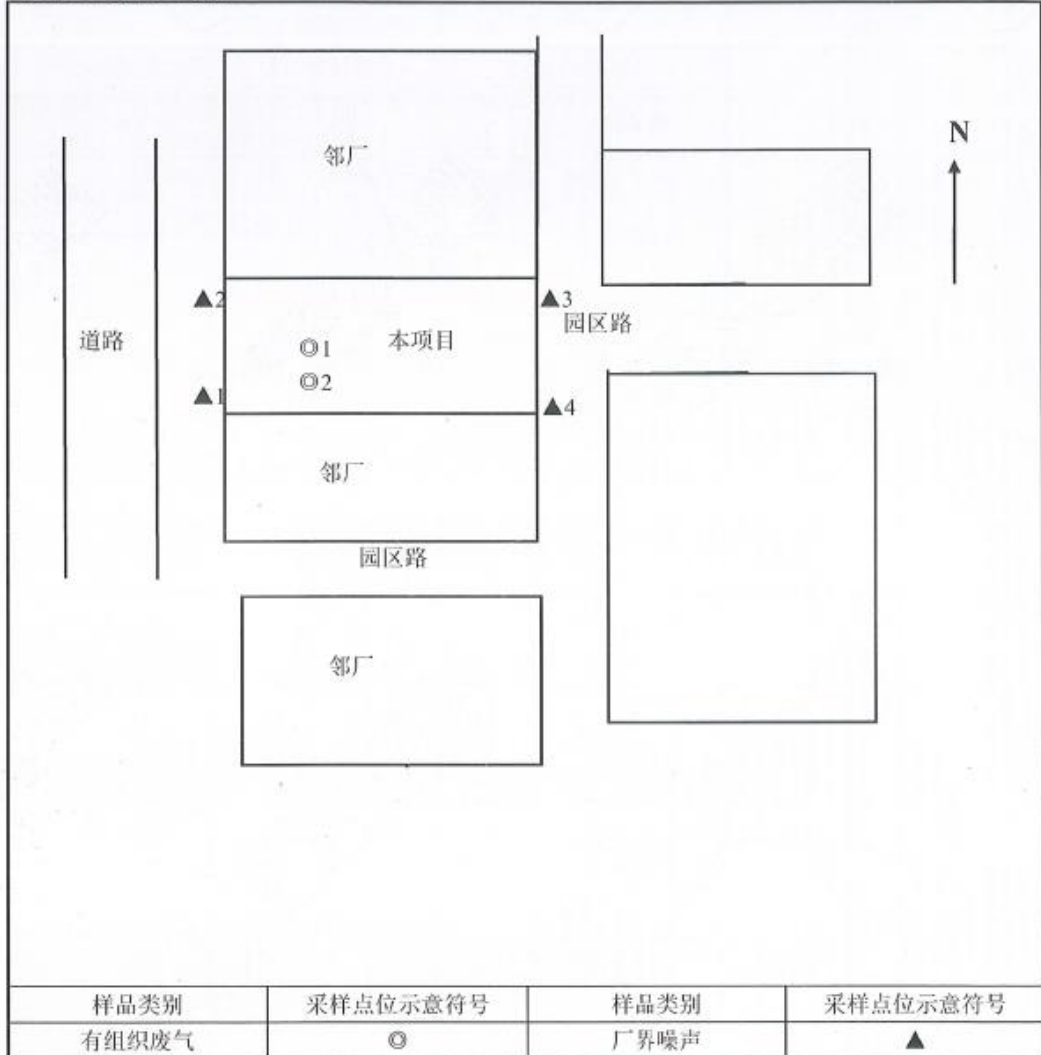 邻厂
N
▲2
▲3
园区路
道路
◎1
本项目
◎2
▲1
▲4
邻厂
园区路
邻厂
样品类别 采样点位示意符号 样品类别 采样点位示意符号
有组织废气 ◎ 厂界噪声 ▲